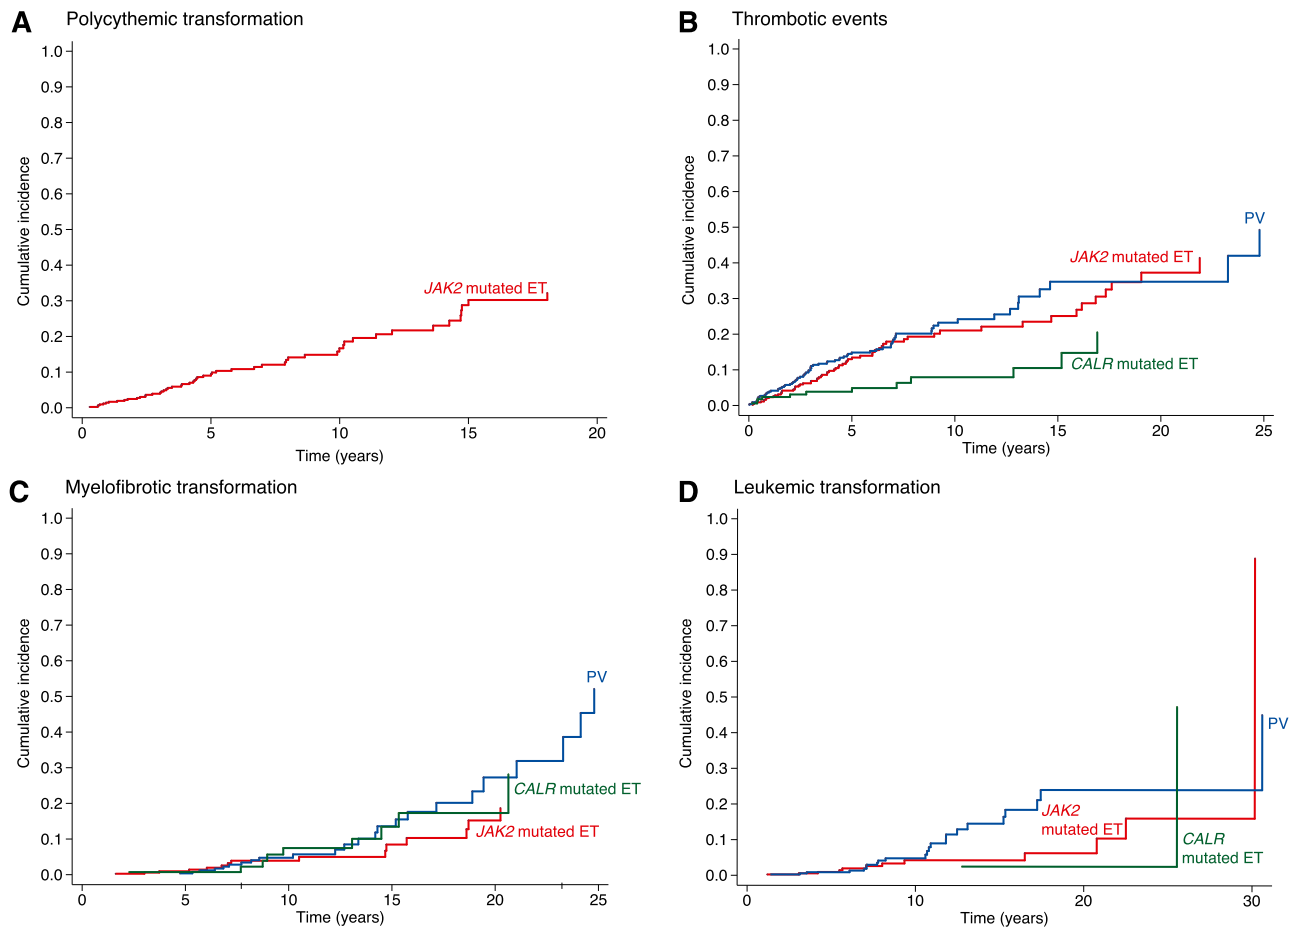 A Polycythemic transformation
1.0
0.9
0.8
0.7
0.6
0.5
0.4
0.3
0.2
0.1
0.0
Cumulative incidence
JAK2 mutated ET
0 5 10 15 20
Time (years)
B Thrombotic events
1.0
0.9
0.8
0.7
0.6
0.5
0.4
0.3
0.2
0.1
0.0
Cumulative incidence
PV
JAK2 mutated ET
CALR mutated ET
0 5 10 15 20 25
Time (years)
C Myelofibrotic transformation
1.0
0.9
0.8
0.7
0.6
0.5
0.4
0.3
0.2
0.1
0.0
Cumulative incidence
PV
CALR mutated ET
JAK2 mutated ET
0 5 10 15 20 25
Time (years)
D Leukemic transformation
1.0
0.9
0.8
0.7
0.6
0.5
0.4
0.3
0.2
0.1
0.0
Cumulative incidence
PV
JAK2
mutated ET
CALR
mutated ET
0 10 20 30
Time (years)